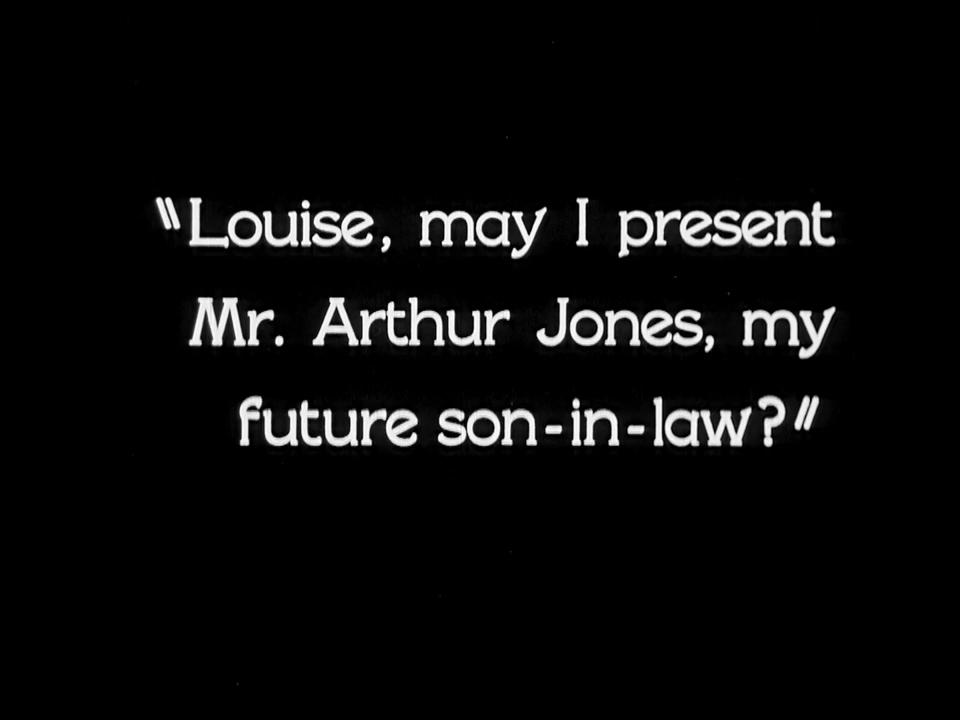 "Louise, may I present
Mr. Arthur Jones, my
future son-in-law?"